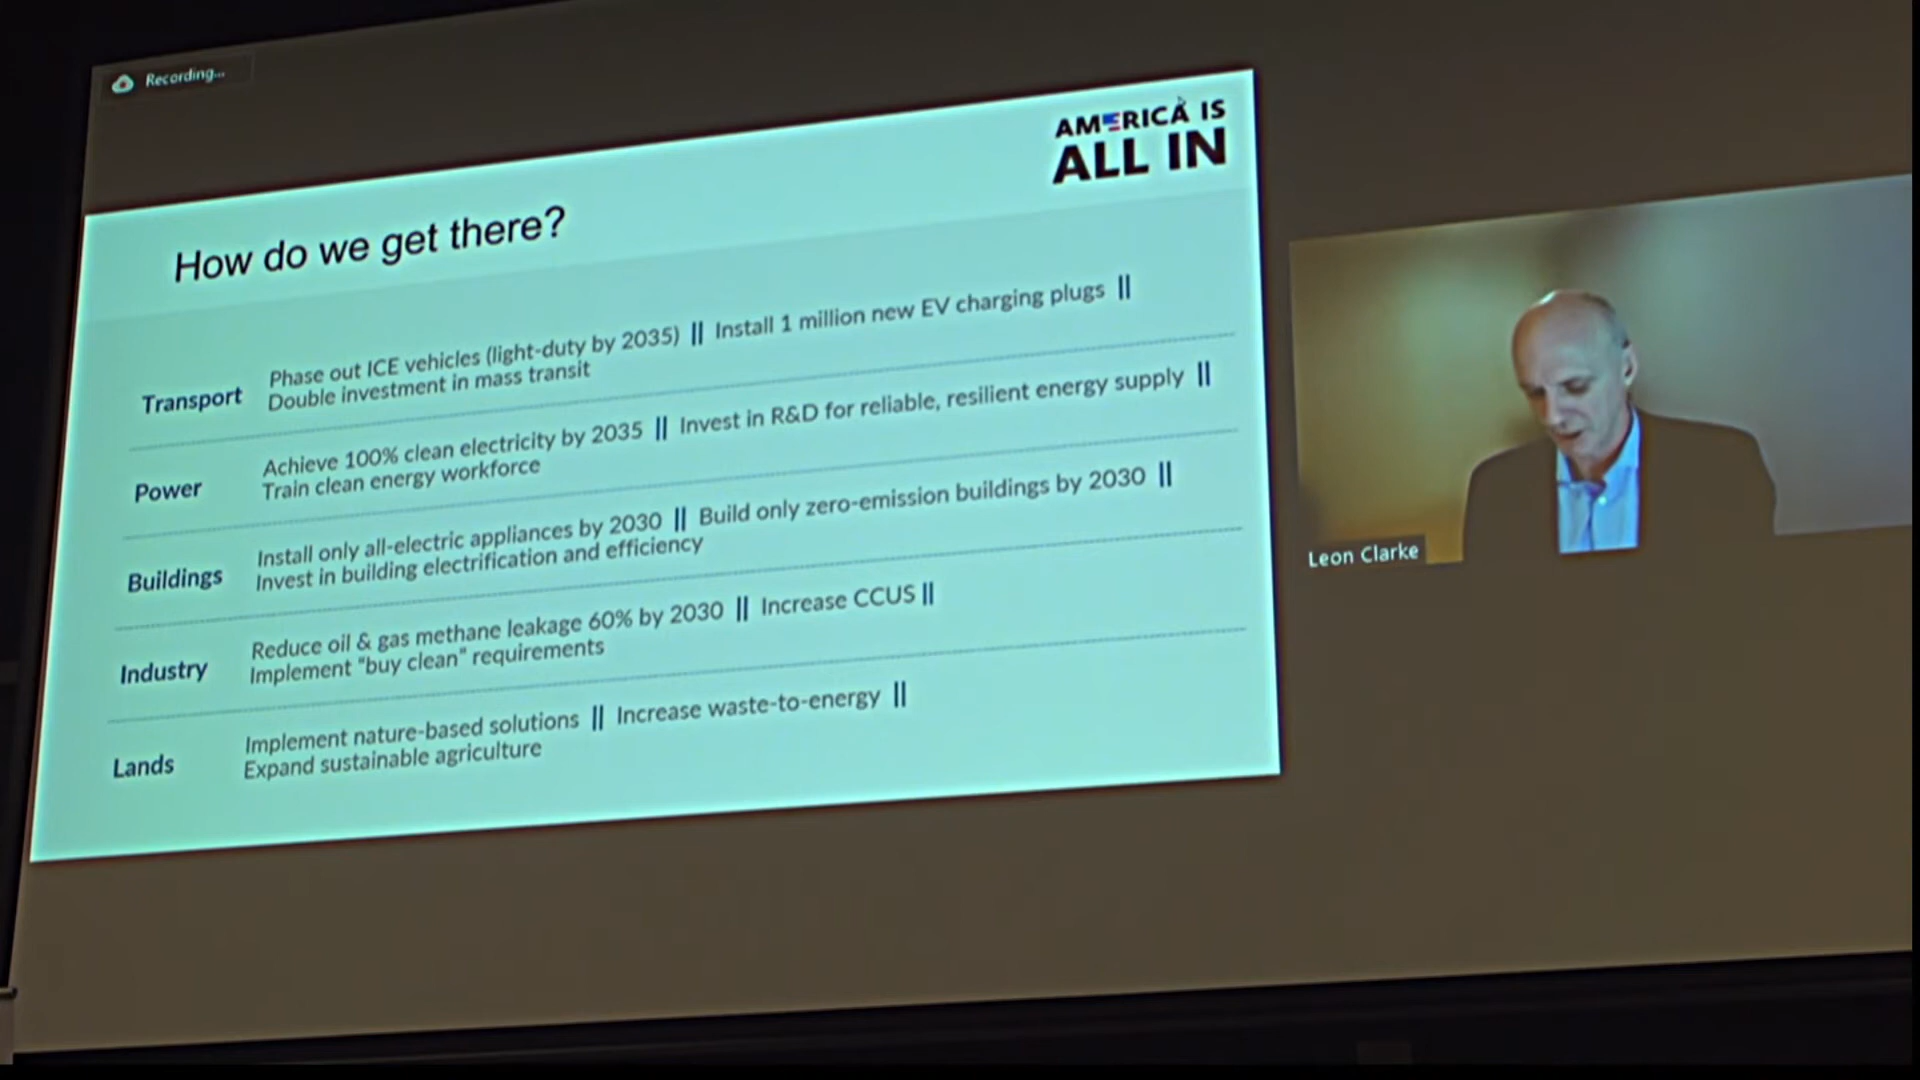 Recording...
AMERICA IS
ALL IN
How do we get there?
Transport
Phase out ICE vehicles (light-duty by 2035) || Install 1 million new EV charging plugs ||
Double investment in mass transit
Power
Achieve 100% clean electricity by 2035 || Invest in R&D for reliable, resilient energy supply ||
Train clean energy workforce
Buildings
Install only all-electric appliances by 2030 || Build only zero-emission buildings by 2030 ||
Invest in building electrification and efficiency
Industry
Reduce oil & gas methane leakage 60% by 2030 || Increase CCUS ||
Implement "buy clean" requirements
Lands
Implement nature-based solutions || Increase waste-to-energy ||
Expand sustainable agriculture
Leon Clarke